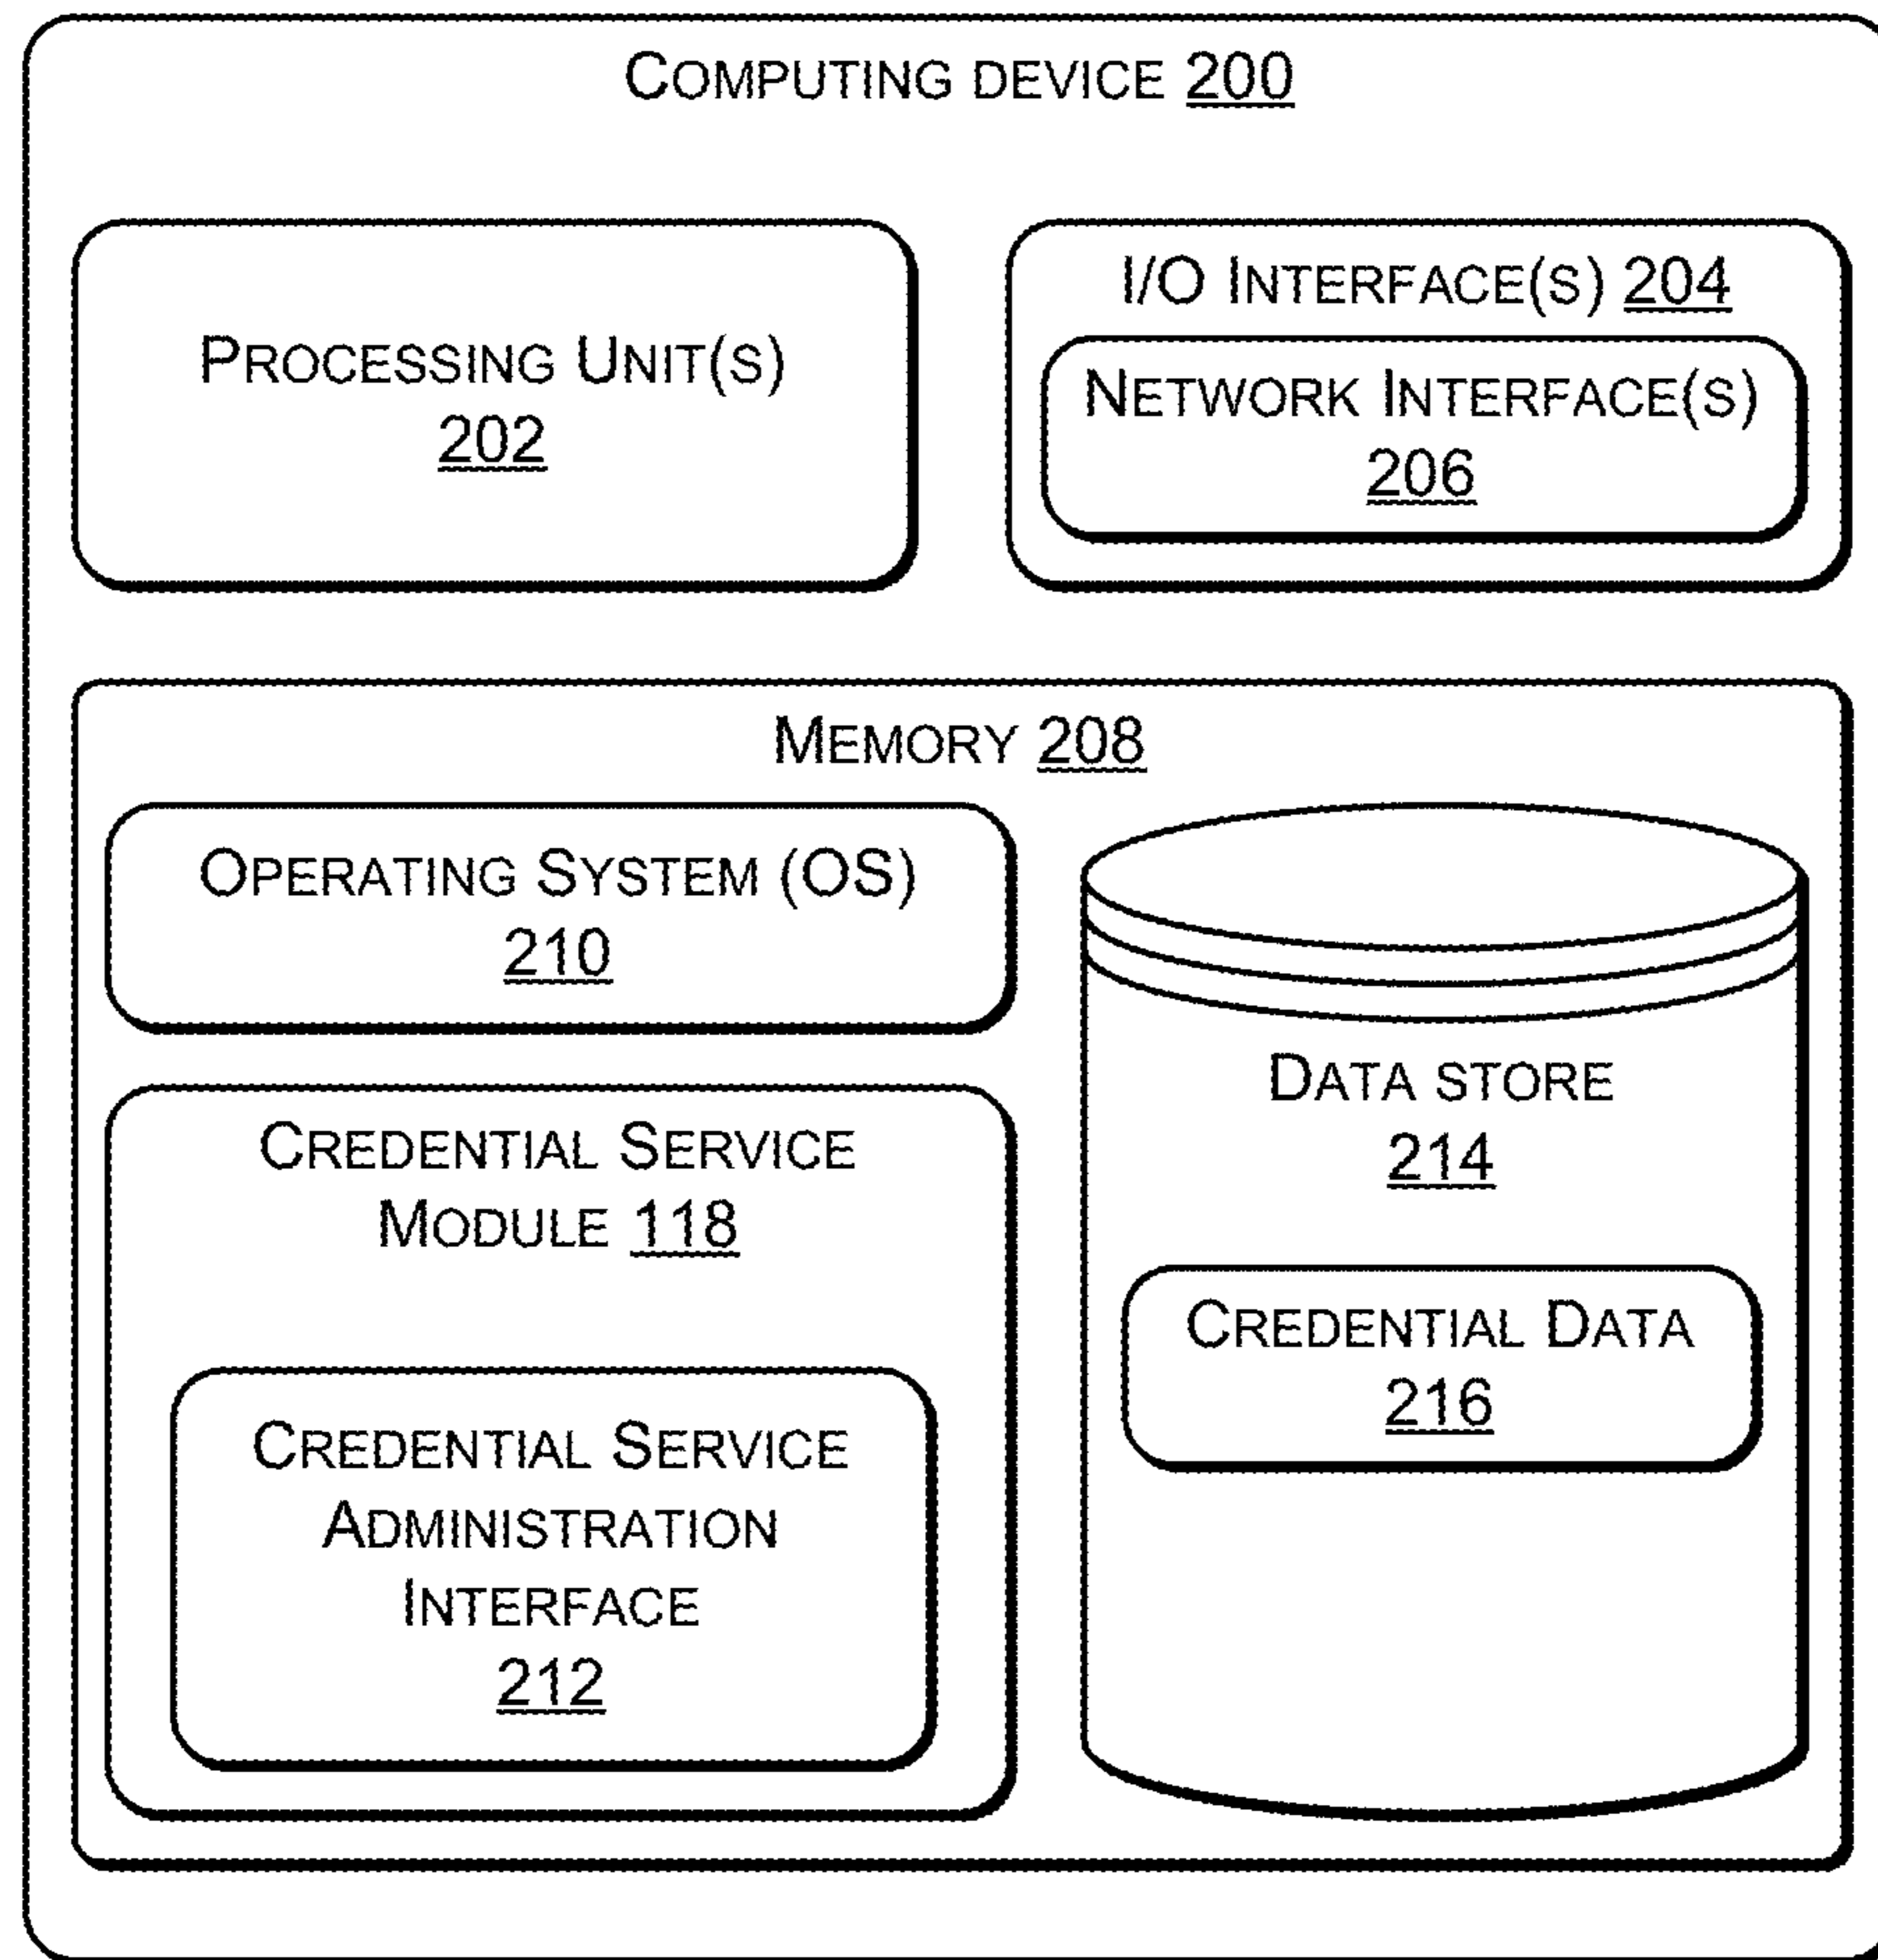 COMPUTING DEVICE 200
PROCESSING UNIT(S)
202
I/O INTERFACE(S) 204
NETWORK INTERFACE(S)
206
MEMORY 208
OPERATING SYSTEM (OS)
210
CREDENTIAL SERVICE
MODULE 118
CREDENTIAL SERVICE
ADMINISTRATION
INTERFACE
212
DATA STORE
214
CREDENTIAL DATA
216